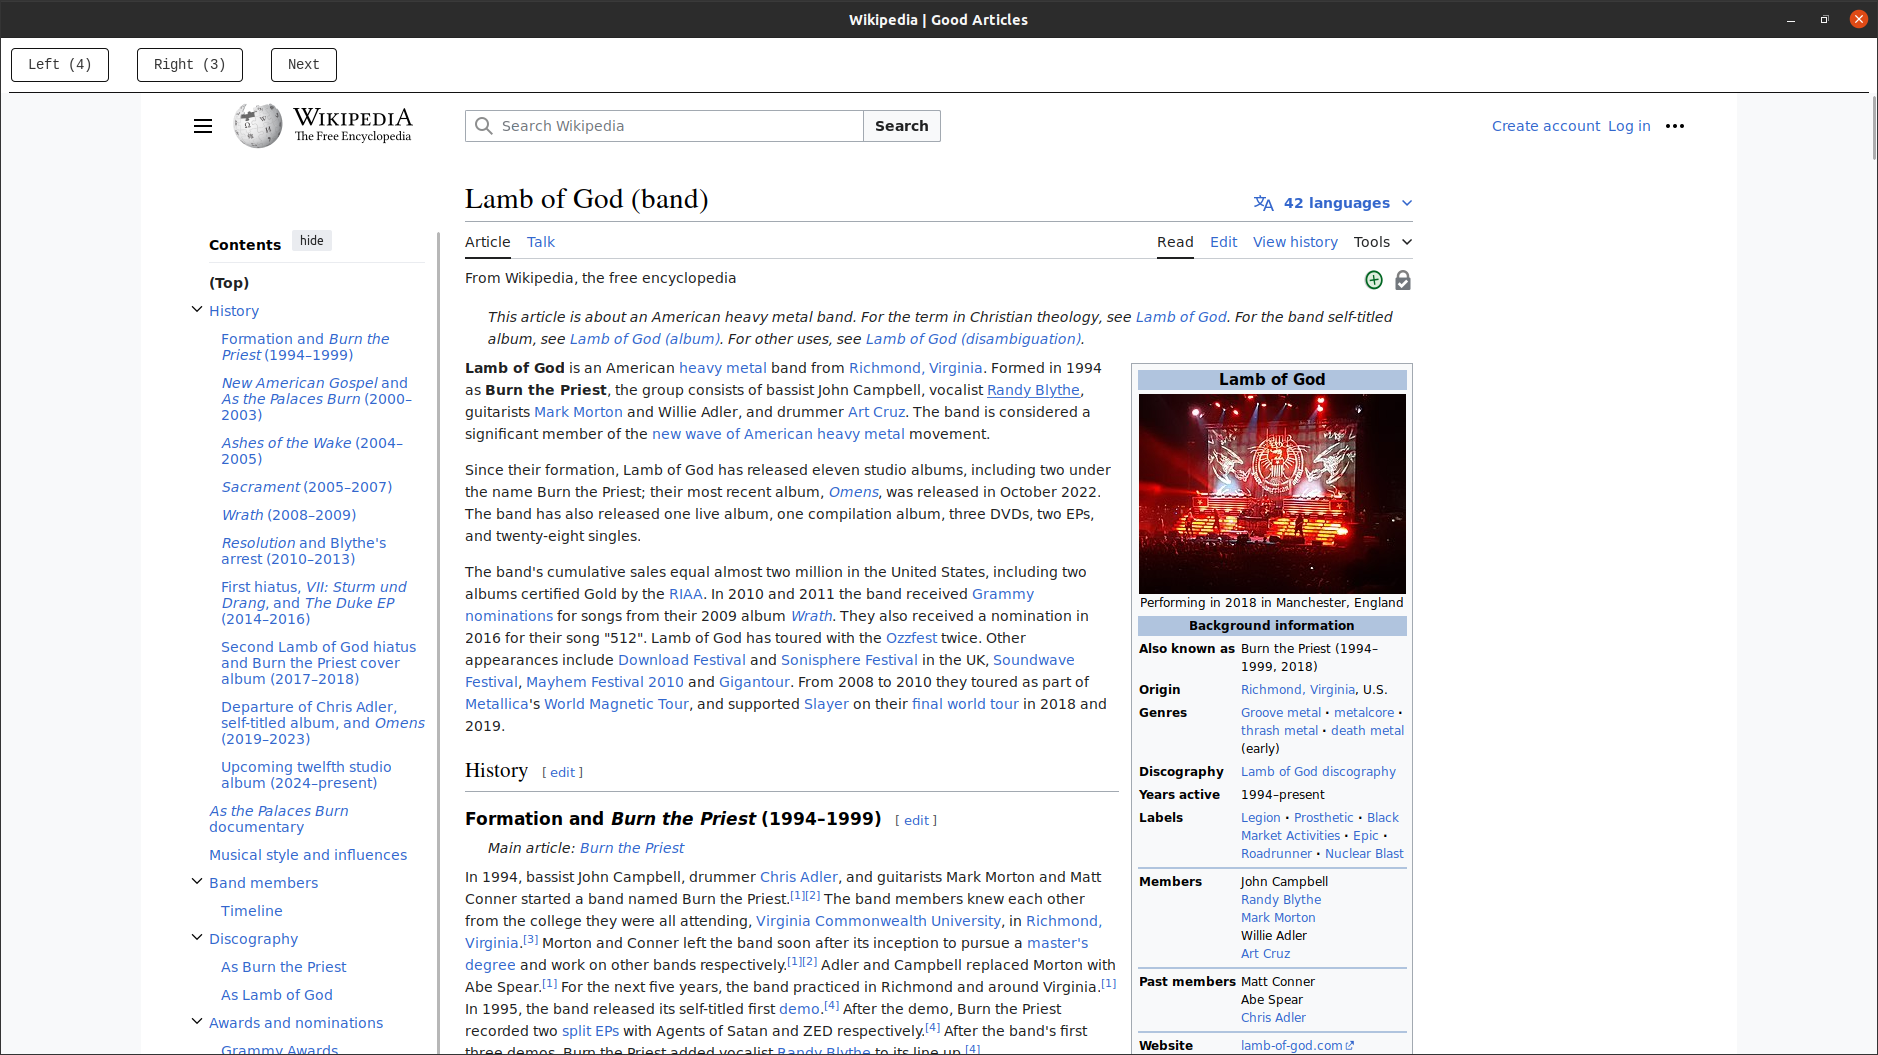 Wikipedia | Good Articles
Left (4)
Right (3)
Next
WIKIPEDIA
The Free Encyclopedia
Search Wikipedia
Search
Create account Log in
Lamb of God (band)
42 languages
Article Talk
Read Edit View history Tools
From Wikipedia, the free encyclopedia
Contents hide
(Top)
History
Formation and Burn the
Priest (1994–1999)
New American Gospel and
As the Palaces Burn (2000–
2003)
Ashes of the Wake (2004–
2005)
Sacrament (2005–2007)
Wrath (2008–2009)
Resolution and Blythe's
arrest (2010–2013)
First hiatus, VII: Sturm und
Drang, and The Duke EP
(2014–2016)
Second Lamb of God hiatus
and Burn the Priest cover
album (2017–2018)
Departure of Chris Adler,
self-titled album, and Omens
(2019–2023)
Upcoming twelfth studio
album (2024–present)
As the Palaces Burn
documentary
Musical style and influences
Band members
Timeline
Discography
As Burn the Priest
As Lamb of God
Awards and nominations
Grammy Awards
This article is about an American heavy metal band. For the term in Christian theology, see Lamb of God. For the band self-titled
album, see Lamb of God (album). For other uses, see Lamb of God (disambiguation).
Lamb of God is an American heavy metal band from Richmond, Virginia. Formed in 1994
as Burn the Priest, the group consists of bassist John Campbell, vocalist Randy Blythe,
guitarists Mark Morton and Willie Adler, and drummer Art Cruz. The band is considered a
significant member of the new wave of American heavy metal movement.
Since their formation, Lamb of God has released eleven studio albums, including two under
the name Burn the Priest; their most recent album, Omens, was released in October 2022.
The band has also released one live album, one compilation album, three DVDs, two EPs,
and twenty-eight singles.
The band's cumulative sales equal almost two million in the United States, including two
albums certified Gold by the RIAA. In 2010 and 2011 the band received Grammy
nominations for songs from their 2009 album Wrath. They also received a nomination in
2016 for their song "512". Lamb of God has toured with the Ozzfest twice. Other
appearances include Download Festival and Sonisphere Festival in the UK, Soundwave
Festival, Mayhem Festival 2010 and Gigantour. From 2008 to 2010 they toured as part of
Metallica's World Magnetic Tour, and supported Slayer on their final world tour in 2018 and
2019.
History [ edit ]
Formation and Burn the Priest (1994–1999) [ edit ]
Main article: Burn the Priest
In 1994, bassist John Campbell, drummer Chris Adler, and guitarists Mark Morton and Matt
Conner started a band named Burn the Priest.[1][2] The band members knew each other
from the college they were all attending, Virginia Commonwealth University, in Richmond,
Virginia.[3] Morton and Conner left the band soon after its inception to pursue a master's
degree and work on other bands respectively.[1][2] Adler and Campbell replaced Morton with
Abe Spear.[1] For the next five years, the band practiced in Richmond and around Virginia.[1]
In 1995, the band released its self-titled first demo.[4] After the demo, Burn the Priest
recorded two split EPs with Agents of Satan and ZED respectively.[4] After the band's first
three demos, Burn the Priest added vocalist Randy Blythe to its line up.[4]
Lamb of God
Performing in 2018 in Manchester, England
Background information
Also known as Burn the Priest (1994–
1999, 2018)
Origin Richmond, Virginia, U.S.
Genres Groove metal · metalcore ·
thrash metal · death metal
(early)
Discography Lamb of God discography
Years active 1994–present
Labels Legion · Prosthetic · Black
Market Activities · Epic ·
Roadrunner · Nuclear Blast
Members John Campbell
Randy Blythe
Mark Morton
Willie Adler
Art Cruz
Past members Matt Conner
Abe Spear
Chris Adler
Website lamb-of-god.com